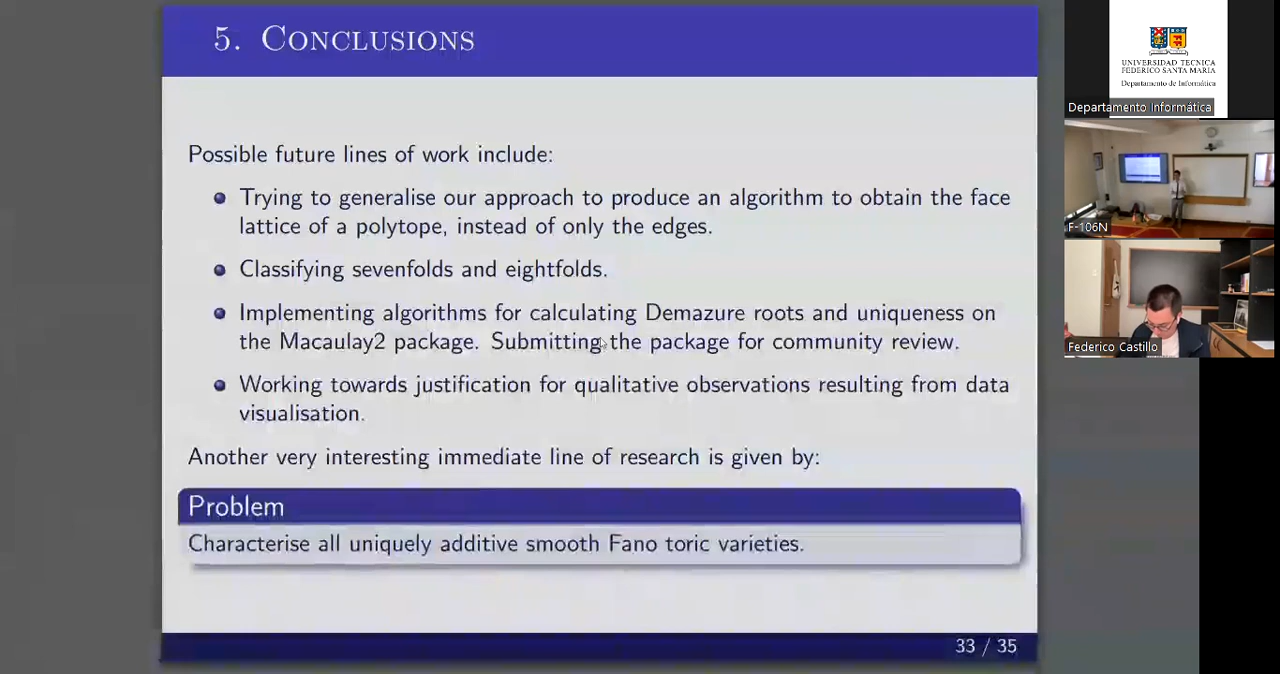 5. Conclusions
Possible future lines of work include:
Trying to generalise our approach to produce an algorithm to obtain the face
lattice of a polytope, instead of only the edges.
Classifying sevenfolds and eightfolds.
Implementing algorithms for calculating Demazure roots and uniqueness on
the Macaulay2 package. Submitting the package for community review.
Working towards justification for qualitative observations resulting from data
visualisation.
Another very interesting immediate line of research is given by:
Problem
Characterise all uniquely additive smooth Fano toric varieties.
33 / 35
UNIVERSIDAD TECNICA
FEDERICO SANTA MARIA
Departamento de Informática
Departamento Informática
F-106N
Federico Castillo